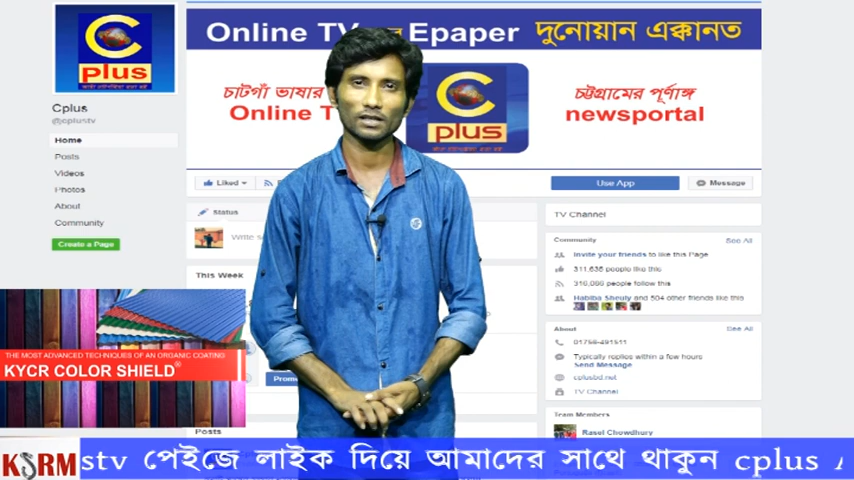 Online TV Epaper দুনোয়ান এক্কানত
C
plus
চাটগাঁ ভাষার
Online T
C
plus
চট্টগ্রামের পূর্ণাঙ্গ
newsportal
Cplus
@cplustv
Home
Posts
Videos
Photos
About
Community
Create a Page
Liked
Use App
Message
Status
This Week
Posts
TV Channel
Community
See All
Invite your friends to like this Page
311,638 people like this
people follow this
Habiba Sheuly and 504 other friends like this
About
See All
01756-491511
Typically replies within a few hours
Send Message
cplusbd.net
TV Channel
Team Members
Rasel Chowdhury
THE MOST ADVANCED TECHNIQUES OF AN ORGANIC COATING
KYCR COLOR SHIELD®
KSRM
stv পেইজে লাইক দিয়ে আমাদের সাথে থাকুন cplus